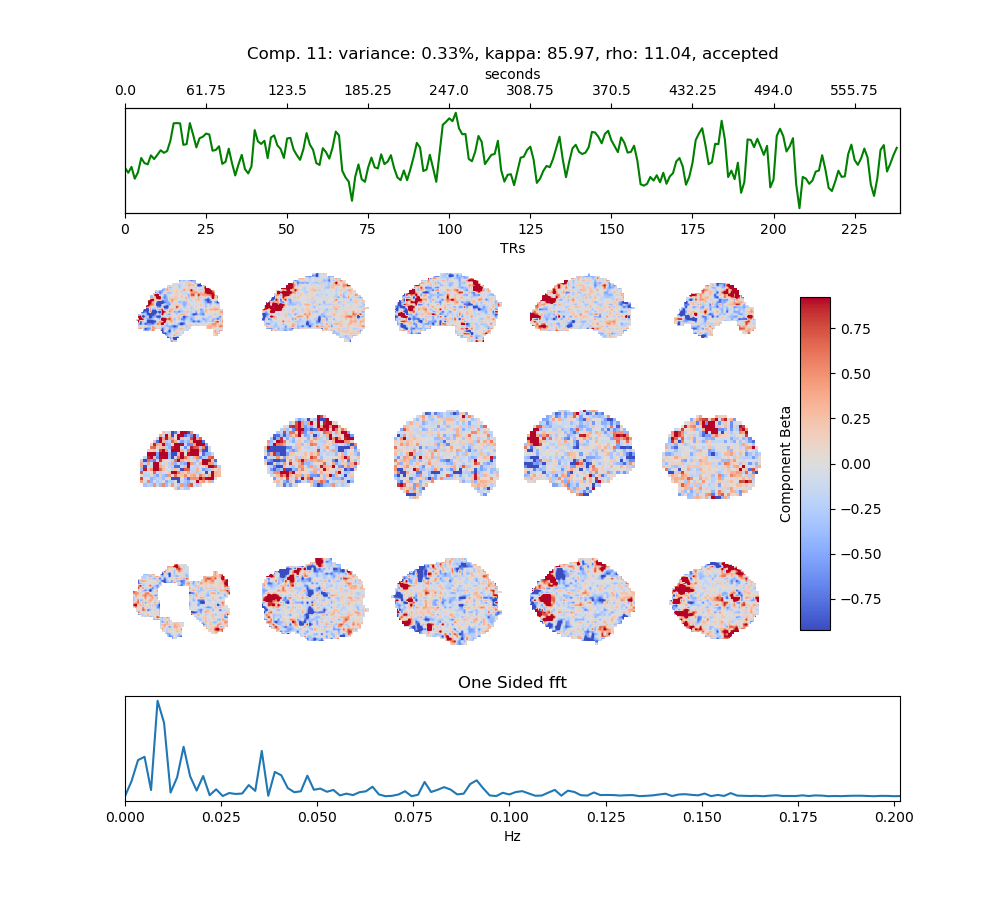 Comp. 11: variance: 0.33%, kappa: 85.97, rho: 11.04, accepted
seconds
0.0 61.75 123.5 185.25 247.0 308.75 370.5 432.25 494.0 555.75
0 25 50 75 100 125 150 175 200 225
TRs
0.75
0.50
0.25
0.00
−0.25
−0.50
−0.75
Component Beta
One Sided fft
0.000 0.025 0.050 0.075 0.100 0.125 0.150 0.175 0.200
Hz